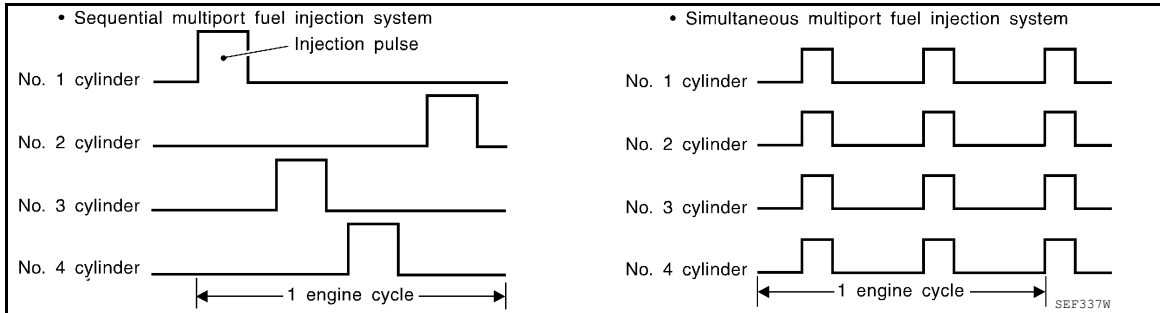 • Sequential multiport fuel injection system
Injection pulse
No. 1 cylinder
No. 2 cylinder
No. 3 cylinder
No. 4 cylinder
1 engine cycle
• Simultaneous multiport fuel injection system
No. 1 cylinder
No. 2 cylinder
No. 3 cylinder
No. 4 cylinder
1 engine cycle
SEF337W